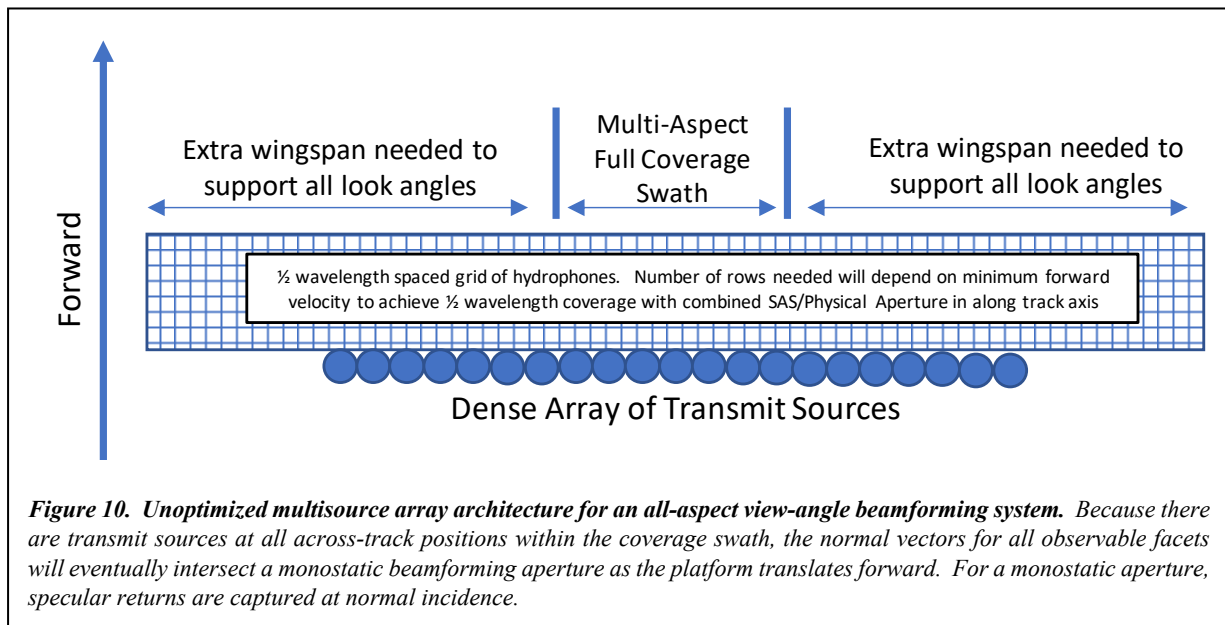 Forward
Extra wingspan needed to
support all look angles
Multi-Aspect
Full Coverage
Swath
Extra wingspan needed to
support all look angles
½ wavelength spaced grid of hydrophones.  Number of rows needed will depend on minimum forward
velocity to achieve ½ wavelength coverage with combined SAS/Physical Aperture in along track axis
Dense Array of Transmit Sources
Figure 10.  Unoptimized multisource array architecture for an all-aspect view-angle beamforming system.  Because there
are transmit sources at all across-track positions within the coverage swath, the normal vectors for all observable facets
will eventually intersect a monostatic beamforming aperture as the platform translates forward.  For a monostatic aperture,
specular returns are captured at normal incidence.